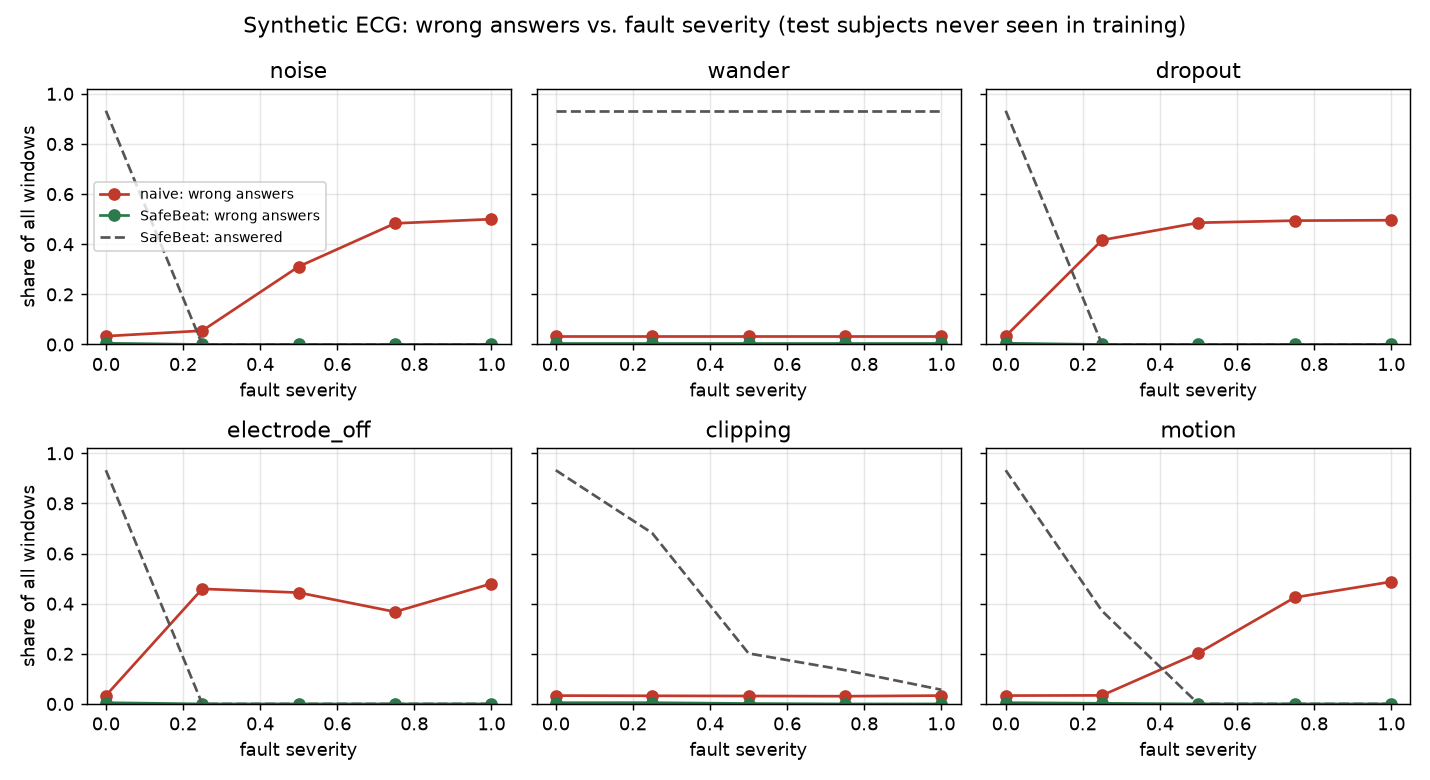 Synthetic ECG: wrong answers vs. fault severity (test subjects never seen in training)
noise
wander
dropout
share of all windows
1.0
0.8
0.6
0.4
0.2
0.0
naive: wrong answers
SafeBeat: wrong answers
SafeBeat: answered
0.0 0.2 0.4 0.6 0.8 1.0
0.0 0.2 0.4 0.6 0.8 1.0
0.0 0.2 0.4 0.6 0.8 1.0
fault severity
fault severity
fault severity
electrode_off
clipping
motion
share of all windows
1.0
0.8
0.6
0.4
0.2
0.0
0.0 0.2 0.4 0.6 0.8 1.0
0.0 0.2 0.4 0.6 0.8 1.0
0.0 0.2 0.4 0.6 0.8 1.0
fault severity
fault severity
fault severity